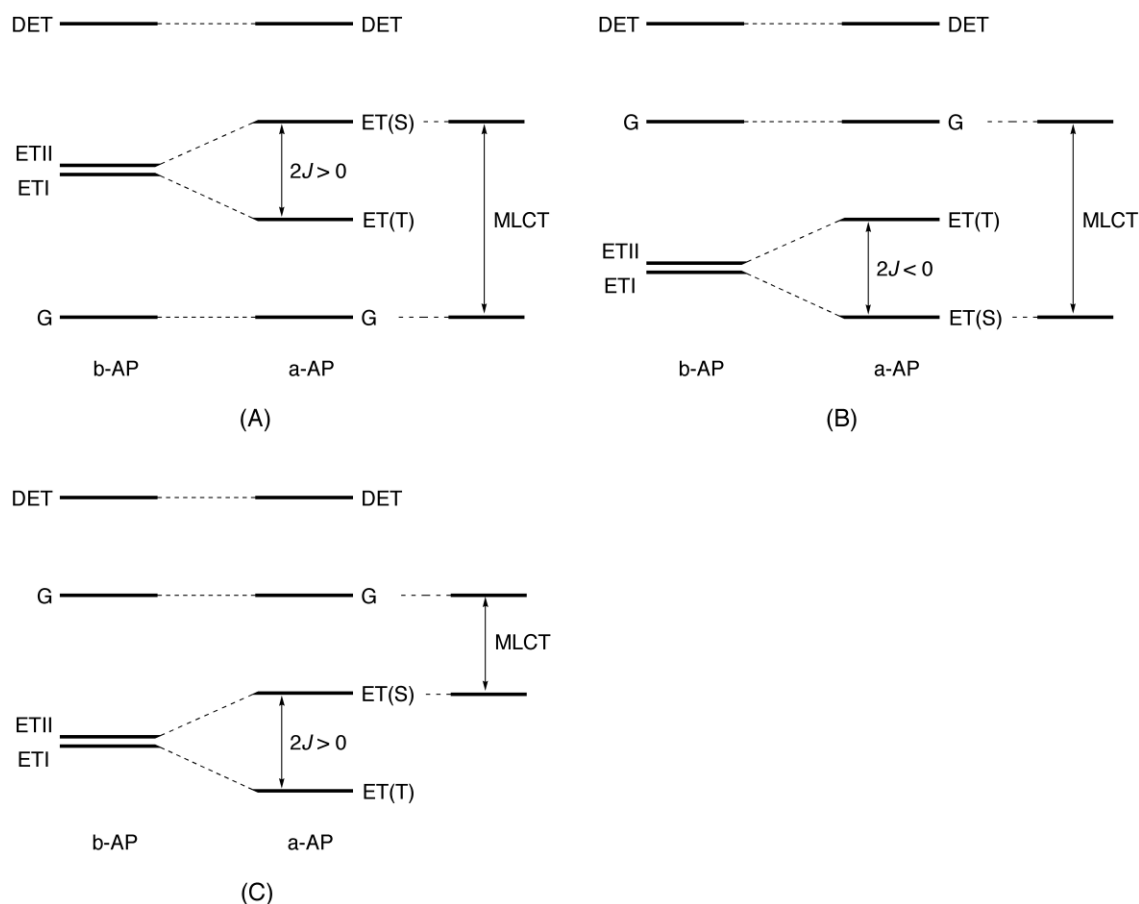 DET DET
ET(S)
ETII
ETI
2J > 0
MLCT
ET(T)
G G
b-AP a-AP
(A)
DET DET
G G
MLCT
ET(T)
ETII
ETI
2J < 0
ET(S)
b-AP a-AP
(B)
DET DET
G G
MLCT
ET(S)
ETII
ETI
2J > 0
ET(T)
b-AP a-AP
(C)